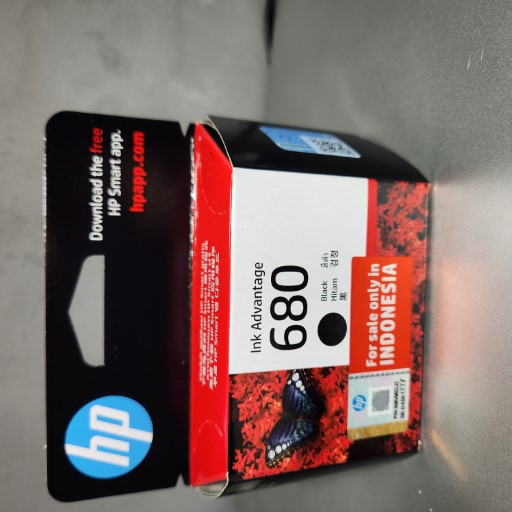 hp
Download the free
HP Smart app.
hpapp.com
Ink Advantage
680
Black
Hitam
黑
สีดำ
검정
hp
For sale only in
INDONESIA